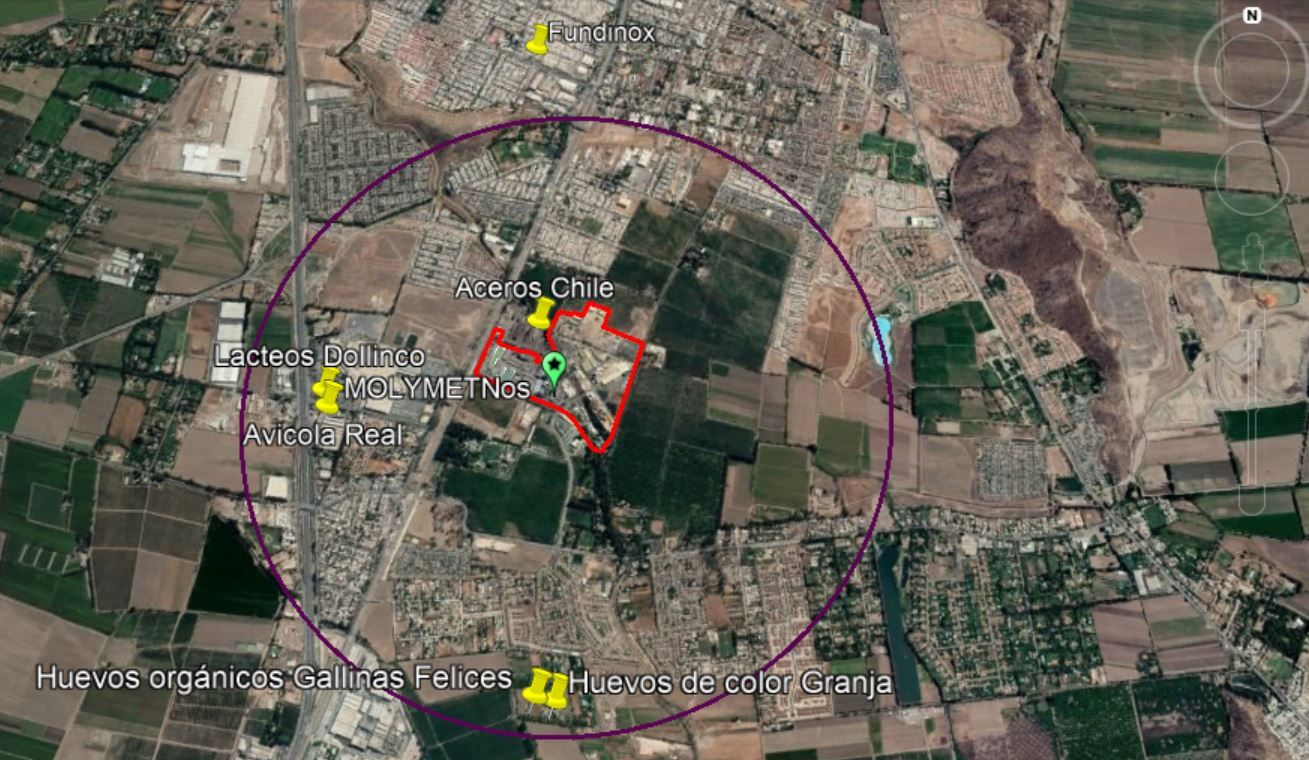 N
Fundinox
Aceros Chile
Lacteos Dollinco
MOLYMETNos
Avicola Real
Huevos orgánicos Gallinas Felices
Huevos de color Granja